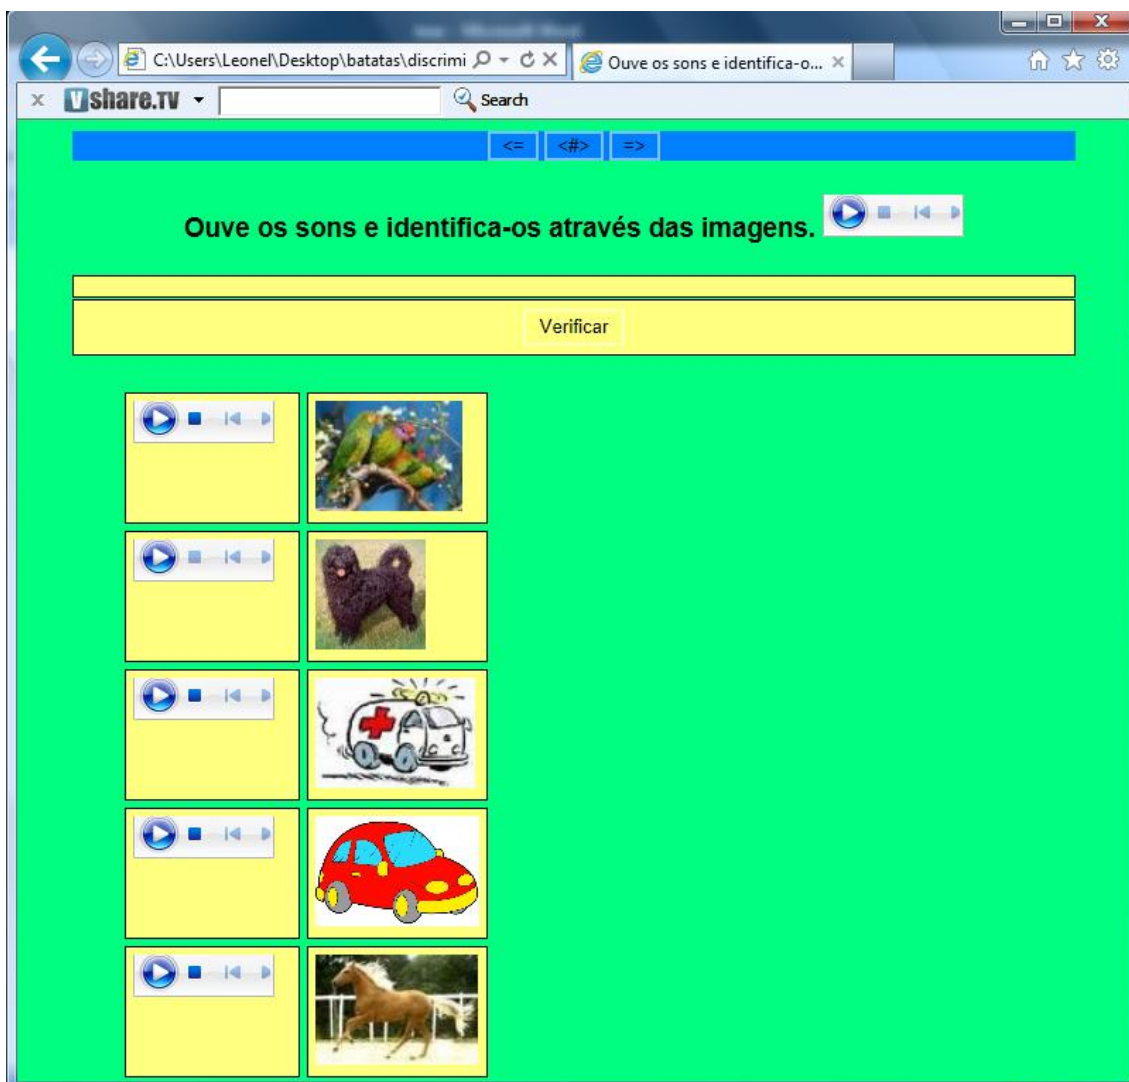 C:\Users\Leonel\Desktop\batatas\discrimi
Ouve os sons e identifica-o...
Vshare.TV
Search
<= <#> =>
Ouve os sons e identifica-os através das imagens.
Verificar